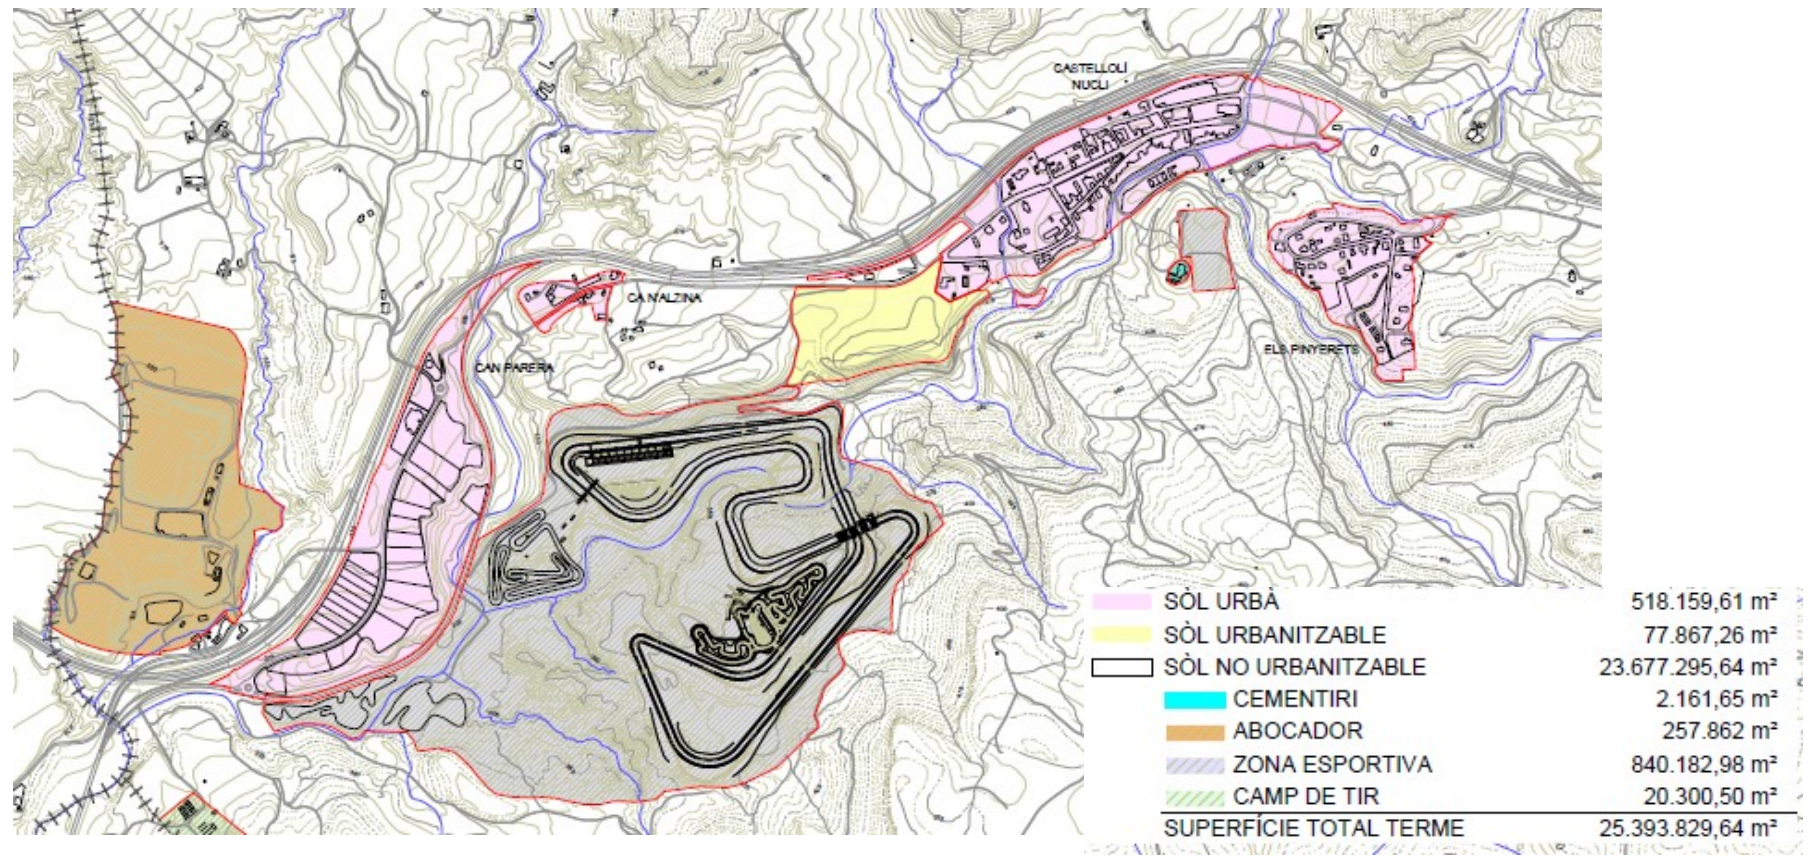 CASTELLOLÍ
NUCLI
CA N'ALZINA
CAN PARERA
ELS PINYERETS
SÒL URBÀ 518.159,61 m²
SÒL URBANITZABLE 77.867,26 m²
SÒL NO URBANITZABLE 23.677.295,64 m²
CEMENTIRI 2.161,65 m²
ABOCADOR 257.862 m²
ZONA ESPORTIVA 840.182,98 m²
CAMP DE TIR 20.300,50 m²
SUPERFÍCIE TOTAL TERME 25.393.829,64 m²